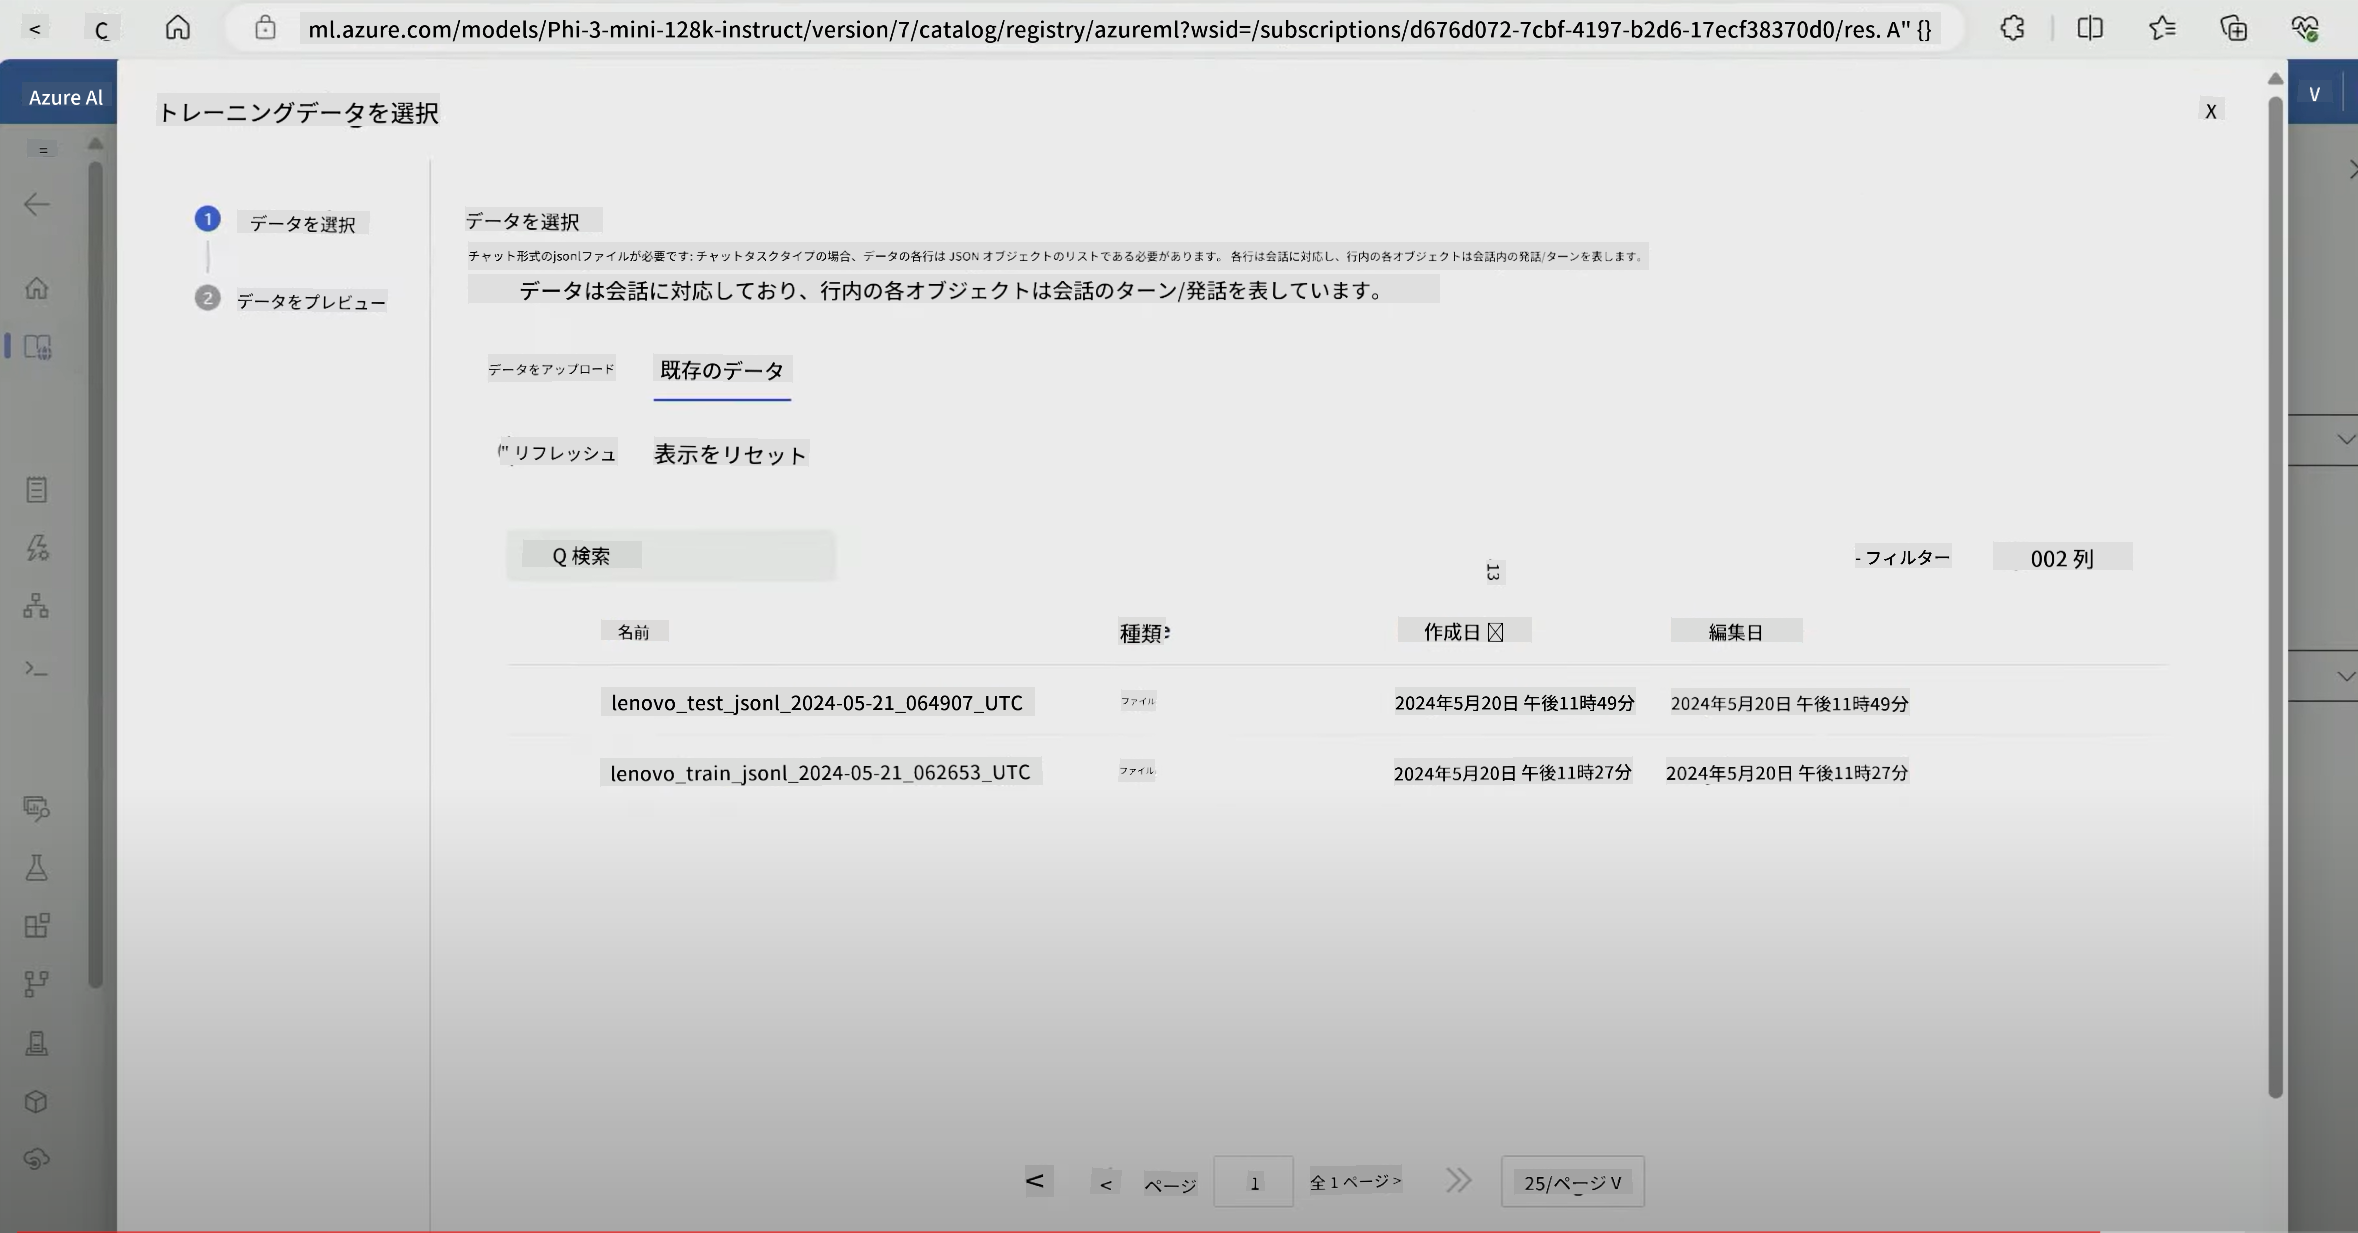 ml.azure.com/models/Phi-3-mini-128k-instruct/version/7/catalog/registry/azureml?wsid=/subscriptions/d676d072-7cbf-4197-b2d6-17ecf38370d0/res. A" {}
Azure Al
トレーニングデータを選択
X
V
1 データを選択
2 データをプレビュー
データを選択
チャット形式のjsonlファイルが必要です: チャットタスクタイプの場合、データの各行は JSON オブジェクトのリストである必要があります。 各行は会話に対応し、行内の各オブジェクトは会話内の発話/ターンを表します。
データは会話に対応しており、行内の各オブジェクトは会話のターン/発話を表しています。
データをアップロード 既存のデータ
(" リフレッシュ 表示をリセット
Q 検索 13 - フィルター 002 列
名前 種類 作成日 編集日
lenovo_test_jsonl_2024-05-21_064907_UTC ファイル 2024年5月20日 午後11時49分 2024年5月20日 午後11時49分
lenovo_train_jsonl_2024-05-21_062653_UTC ファイル 2024年5月20日 午後11時27分 2024年5月20日 午後11時27分
< < ページ 1 全 1 ページ > 25/ページ V